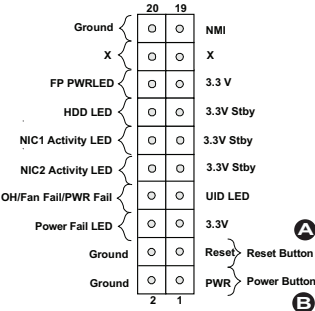 20 19
Ground NMI
X X
FP PWRLED 3.3 V
HDD LED 3.3V Stby
NIC1 Activity LED 3.3V Stby
NIC2 Activity LED 3.3V Stby
OH/Fan Fail/PWR Fail UID LED
Power Fail LED 3.3V
A
Ground Reset Reset Button
Ground PWR Power Button
2 1
B